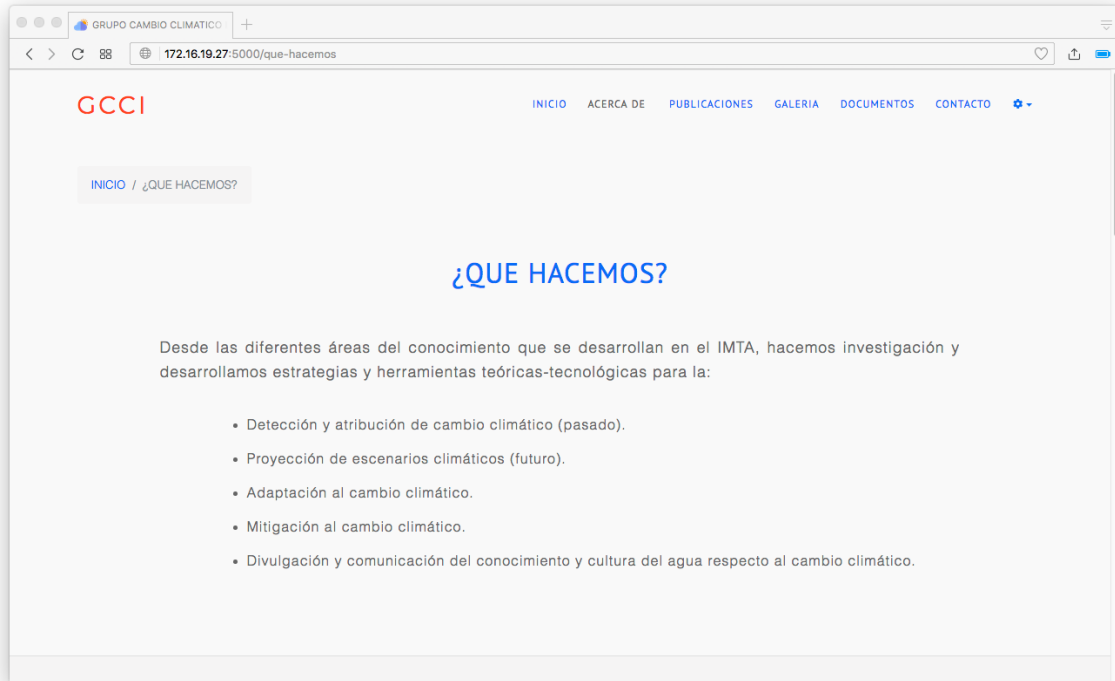 GRUPO CAMBIO CLIMATICO
172.16.19.27:5000/que-hacemos
GCCI
INICIO ACERCA DE PUBLICACIONES GALERIA DOCUMENTOS CONTACTO
INICIO / ¿QUE HACEMOS?
¿QUE HACEMOS?
Desde las diferentes áreas del conocimiento que se desarrollan en el IMTA, hacemos investigación y
desarrollamos estrategias y herramientas teóricas-tecnológicas para la:
• Detección y atribución de cambio climático (pasado).
• Proyección de escenarios climáticos (futuro).
• Adaptación al cambio climático.
• Mitigación al cambio climático.
• Divulgación y comunicación del conocimiento y cultura del agua respecto al cambio climático.